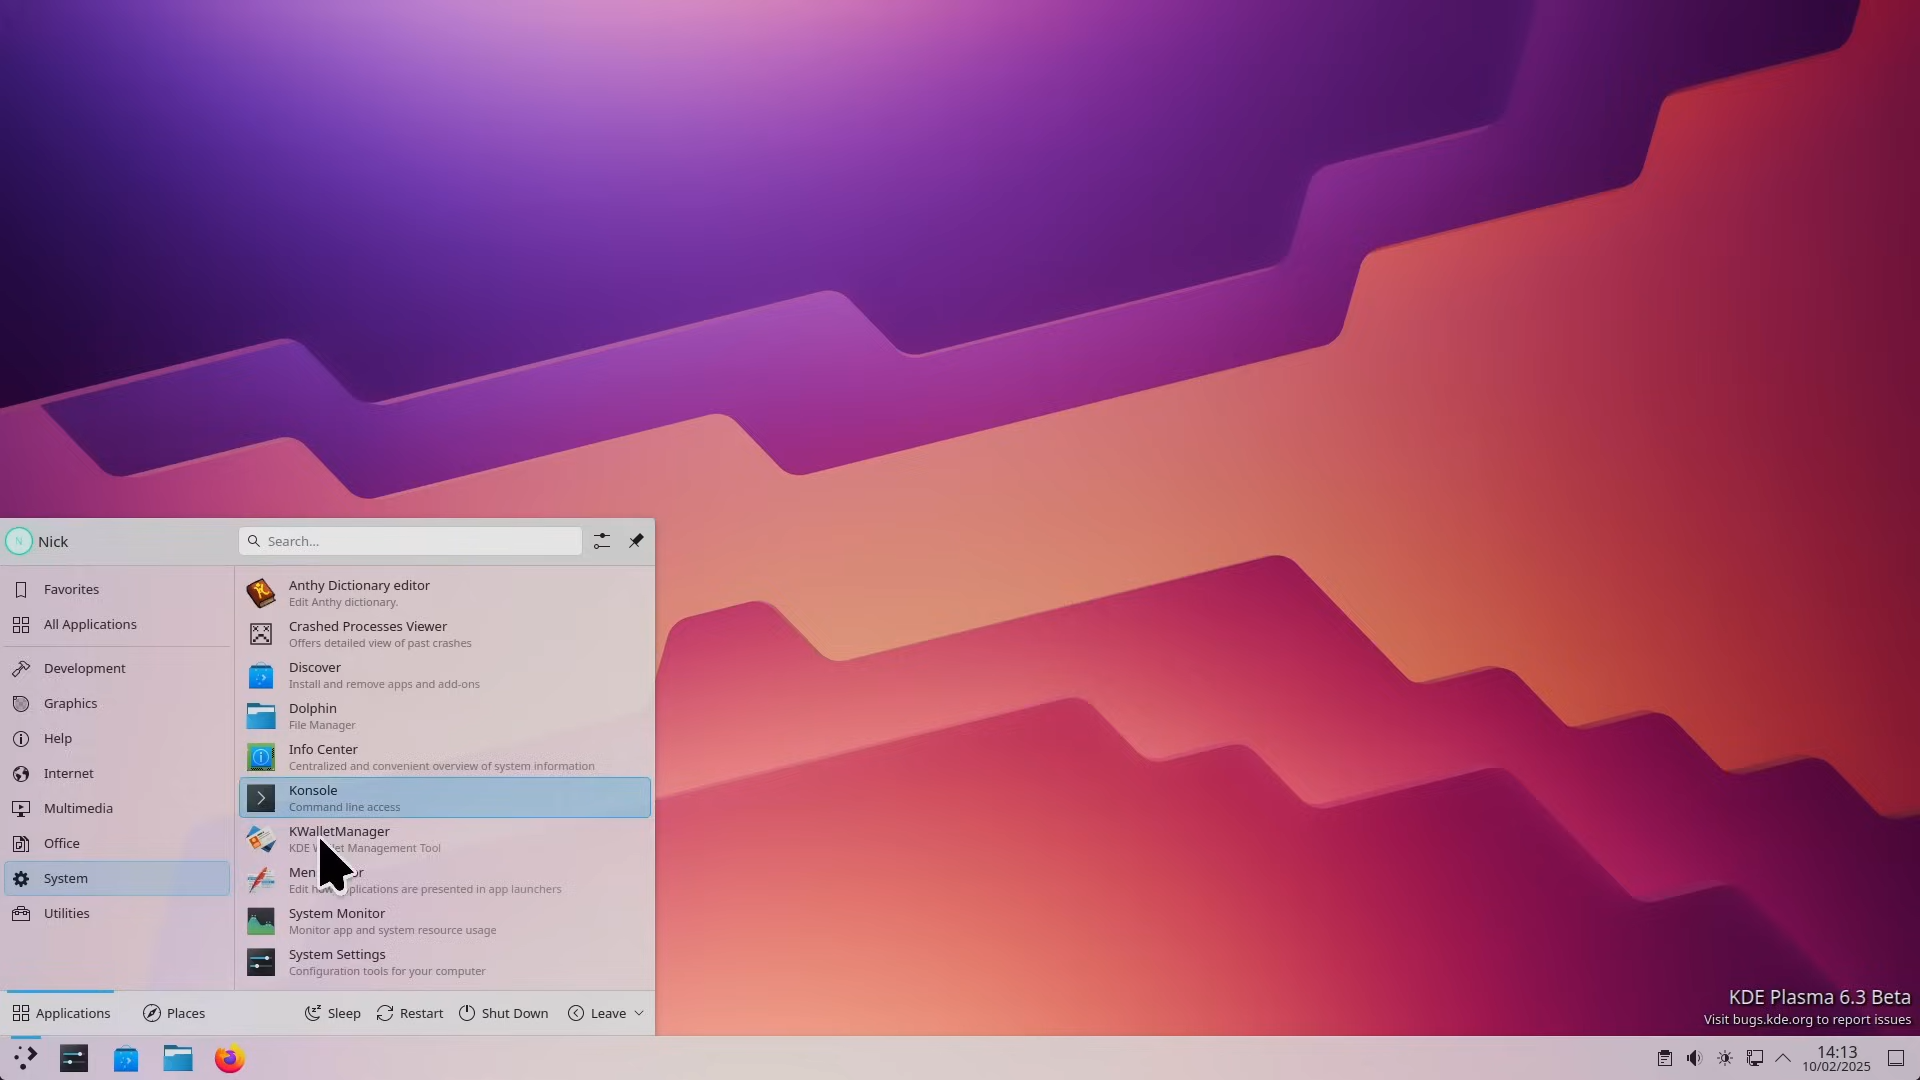 Nick
Search...
Favorites
All Applications
Development
Graphics
Help
Internet
Multimedia
Office
System
Utilities
Anthy Dictionary editor
Edit Anthy dictionary.
Crashed Processes Viewer
Offers detailed view of past crashes
Discover
Install and remove apps and add-ons
Dolphin
File Manager
Info Center
Centralized and convenient overview of system information
Konsole
Command line access
KWalletManager
KDE Management Tool
Edit applications are presented in app launchers
System Monitor
Monitor app and system resource usage
System Settings
Configuration tools for your computer
Applications
Places
Sleep
Restart
Shut Down
Leave
KDE Plasma 6.3 Beta
Visit bugs.kde.org to report issues
14:13
10/02/2025